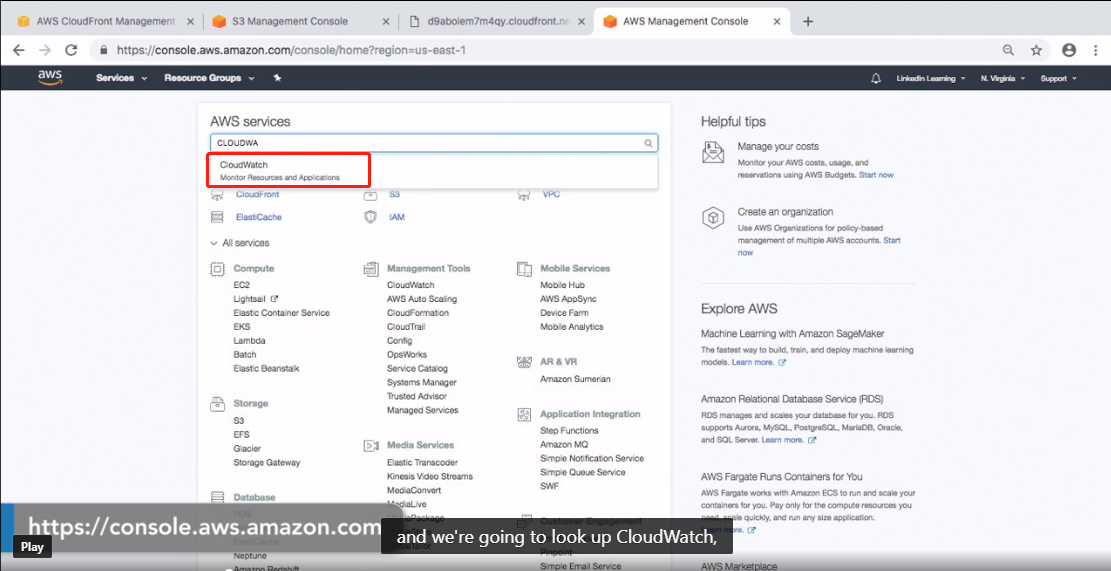 AWS CloudFront Management
S3 Management Console
d9abolem7m4qy.cloudfront.ne
AWS Management Console
https://console.aws.amazon.com/console/home?region=us-east-1
aws
Services
Resource Groups
LinkedIn Learning
N. Virginia
Support
AWS services
CLOUDWA
CloudWatch
Monitor Resources and Applications
CloudFront
S3
VPC
ElastiCache
IAM
All services
Compute
EC2
Lightsail
Elastic Container Service
EKS
Lambda
Batch
Elastic Beanstalk
Storage
S3
EFS
Glacier
Storage Gateway
Database
Neptune
Amazon Redshift
Management Tools
CloudWatch
AWS Auto Scaling
CloudFormation
CloudTrail
Config
OpsWorks
Service Catalog
Systems Manager
Trusted Advisor
Managed Services
Media Services
Elastic Transcoder
Kinesis Video Streams
MediaConvert
MediaLive
MediaPackage
Mobile Services
Mobile Hub
AWS AppSync
Device Farm
Mobile Analytics
AR & VR
Amazon Sumerian
Application Integration
Step Functions
Amazon MQ
Simple Notification Service
Simple Queue Service
SWF
Customer Engagement
Pinpoint
Simple Email Service
Helpful tips
Manage your costs
Monitor your AWS costs, usage, and
reservations using AWS Budgets. Start now
Create an organization
Use AWS Organizations for policy-based
management of multiple AWS accounts. Start
now
Explore AWS
Machine Learning with Amazon SageMaker
The fastest way to build, train, and deploy machine learning
models. Learn more.
Amazon Relational Database Service (RDS)
RDS manages and scales your database for you. RDS
supports Aurora, MySQL, PostgreSQL, MariaDB, Oracle,
and SQL Server. Learn more.
AWS Fargate Runs Containers for You
AWS Fargate works with Amazon ECS to run and scale your
containers for you. Pay only for the compute resources you
need, scale quickly, and run any size application.
Learn more.
AWS Marketplace
https://console.aws.amazon.com
Play
and we're going to look up CloudWatch,